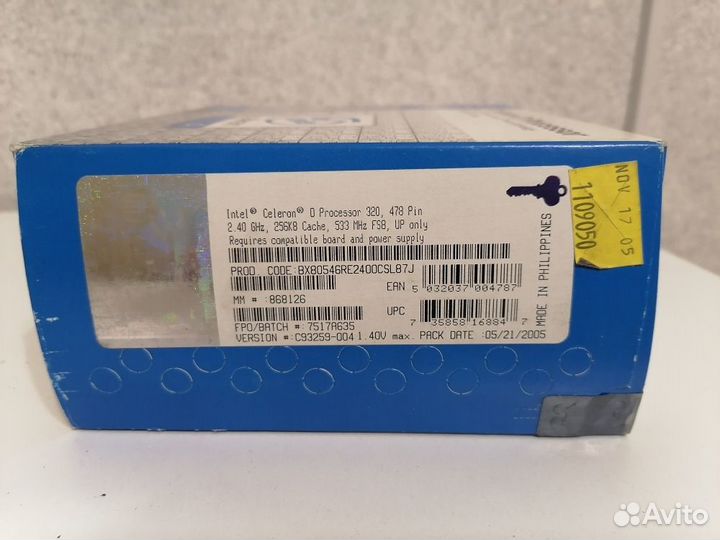 Intel® Celeron® D Processor 320, 478 Pin
2.40 GHz, 256KB Cache, 533 MHz FSB, UP only
Requires compatible board and power supply
PROD. CODE:BX80546RE2400CSL87J
EAN 5 032037 004787
MM # :868126
UPC 7 35858 16884 7
FPO/BATCH #:7517A635
VERSION #:C93259-004 1.40V max. PACK DATE :05/21/2005
MADE IN PHILIPPINES
1109050
NOV 17 05
Avito